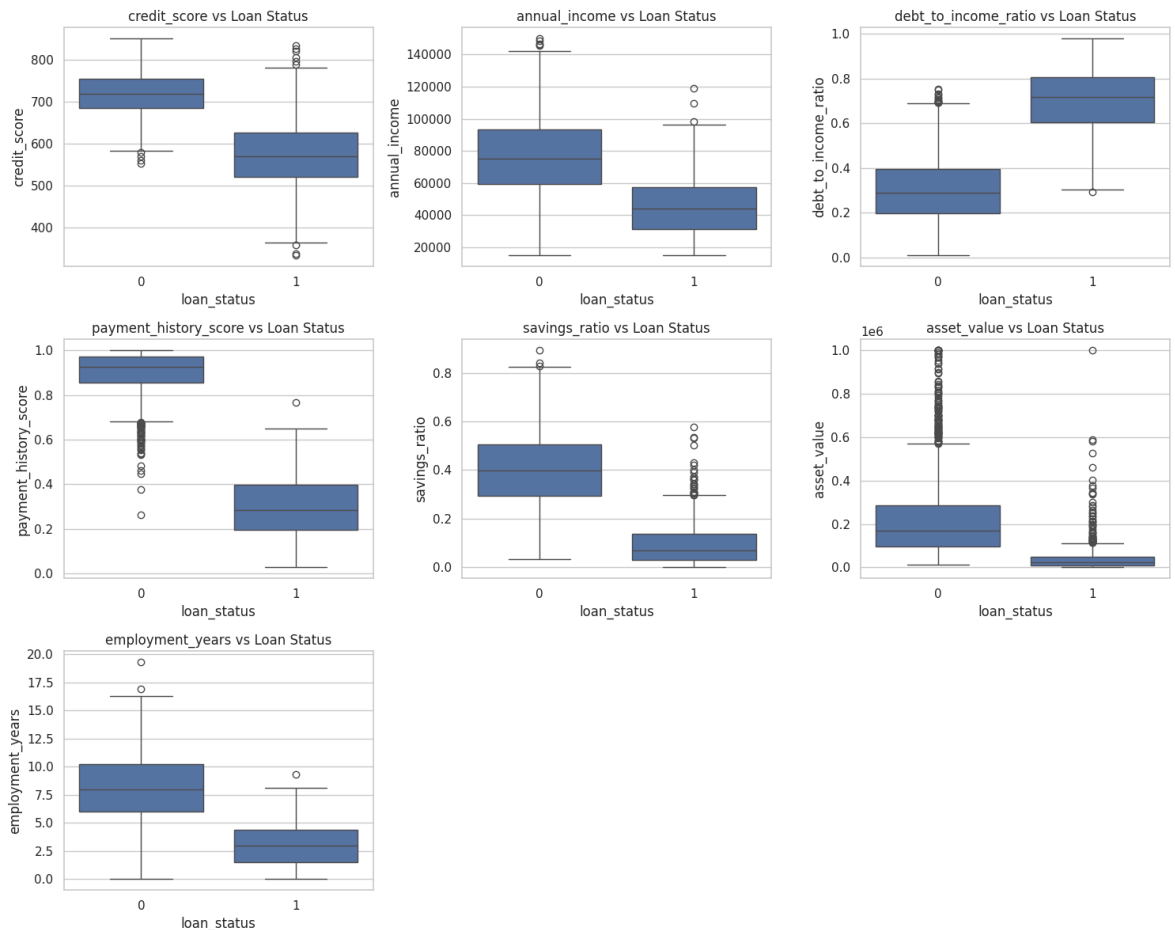 credit_score vs Loan Status
credit_score
800
700
600
500
400
0 1
loan_status
annual_income vs Loan Status
annual_income
140000
120000
100000
80000
60000
40000
20000
0 1
loan_status
debt_to_income_ratio vs Loan Status
debt_to_income_ratio
1.0
0.8
0.6
0.4
0.2
0.0
0 1
loan_status
payment_history_score vs Loan Status
payment_history_score
1.0
0.8
0.6
0.4
0.2
0.0
0 1
loan_status
savings_ratio vs Loan Status
savings_ratio
0.8
0.6
0.4
0.2
0.0
0 1
loan_status
asset_value vs Loan Status
1e6
asset_value
1.0
0.8
0.6
0.4
0.2
0.0
0 1
loan_status
employment_years vs Loan Status
employment_years
20.0
17.5
15.0
12.5
10.0
7.5
5.0
2.5
0.0
0 1
loan_status